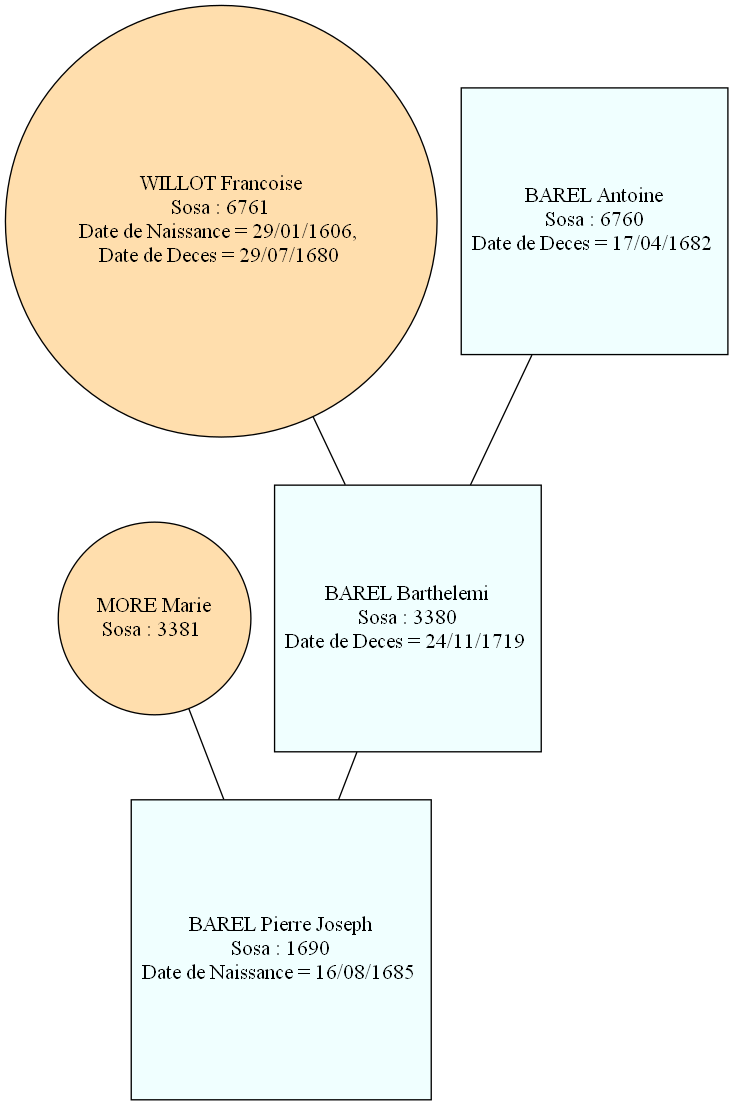 WILLOT Francoise
Sosa : 6761
Date de Naissance = 29/01/1606,
Date de Deces = 29/07/1680
BAREL Antoine
Sosa : 6760
Date de Deces = 17/04/1682
MORE Marie
Sosa : 3381
BAREL Barthelemi
Sosa : 3380
Date de Deces = 24/11/1719
BAREL Pierre Joseph
Sosa : 1690
Date de Naissance = 16/08/1685